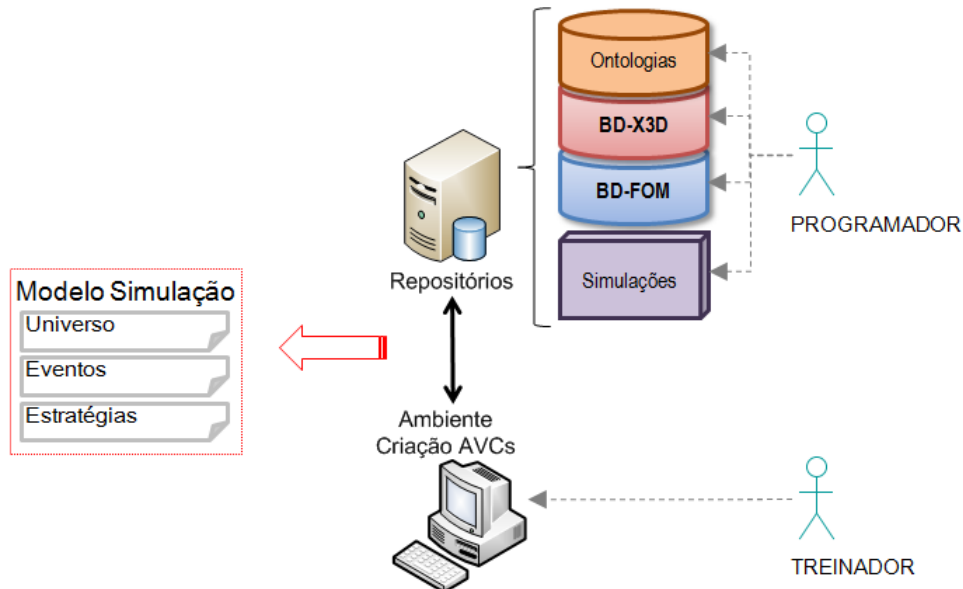 Ontologias
BD-X3D
BD-FOM
Simulações
PROGRAMADOR
Repositórios
Modelo Simulação
Universo
Eventos
Estratégias
Ambiente
Criação AVCs
TREINADOR